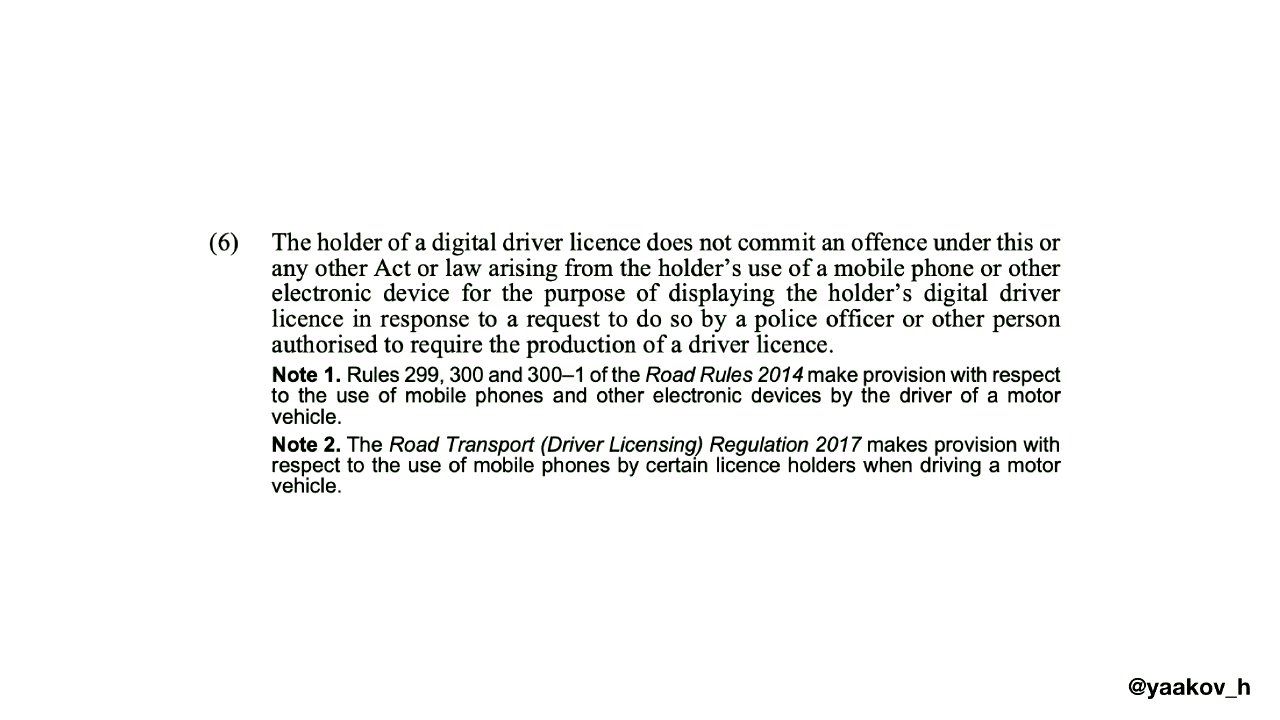 (6) The holder of a digital driver licence does not commit an offence under this or
any other Act or law arising from the holder’s use of a mobile phone or other
electronic device for the purpose of displaying the holder’s digital driver
licence in response to a request to do so by a police officer or other person
authorised to require the production of a driver licence.
Note 1. Rules 299, 300 and 300–1 of the Road Rules 2014 make provision with respect
to the use of mobile phones and other electronic devices by the driver of a motor
vehicle.
Note 2. The Road Transport (Driver Licensing) Regulation 2017 makes provision with
respect to the use of mobile phones by certain licence holders when driving a motor
vehicle.
@yaakov_h